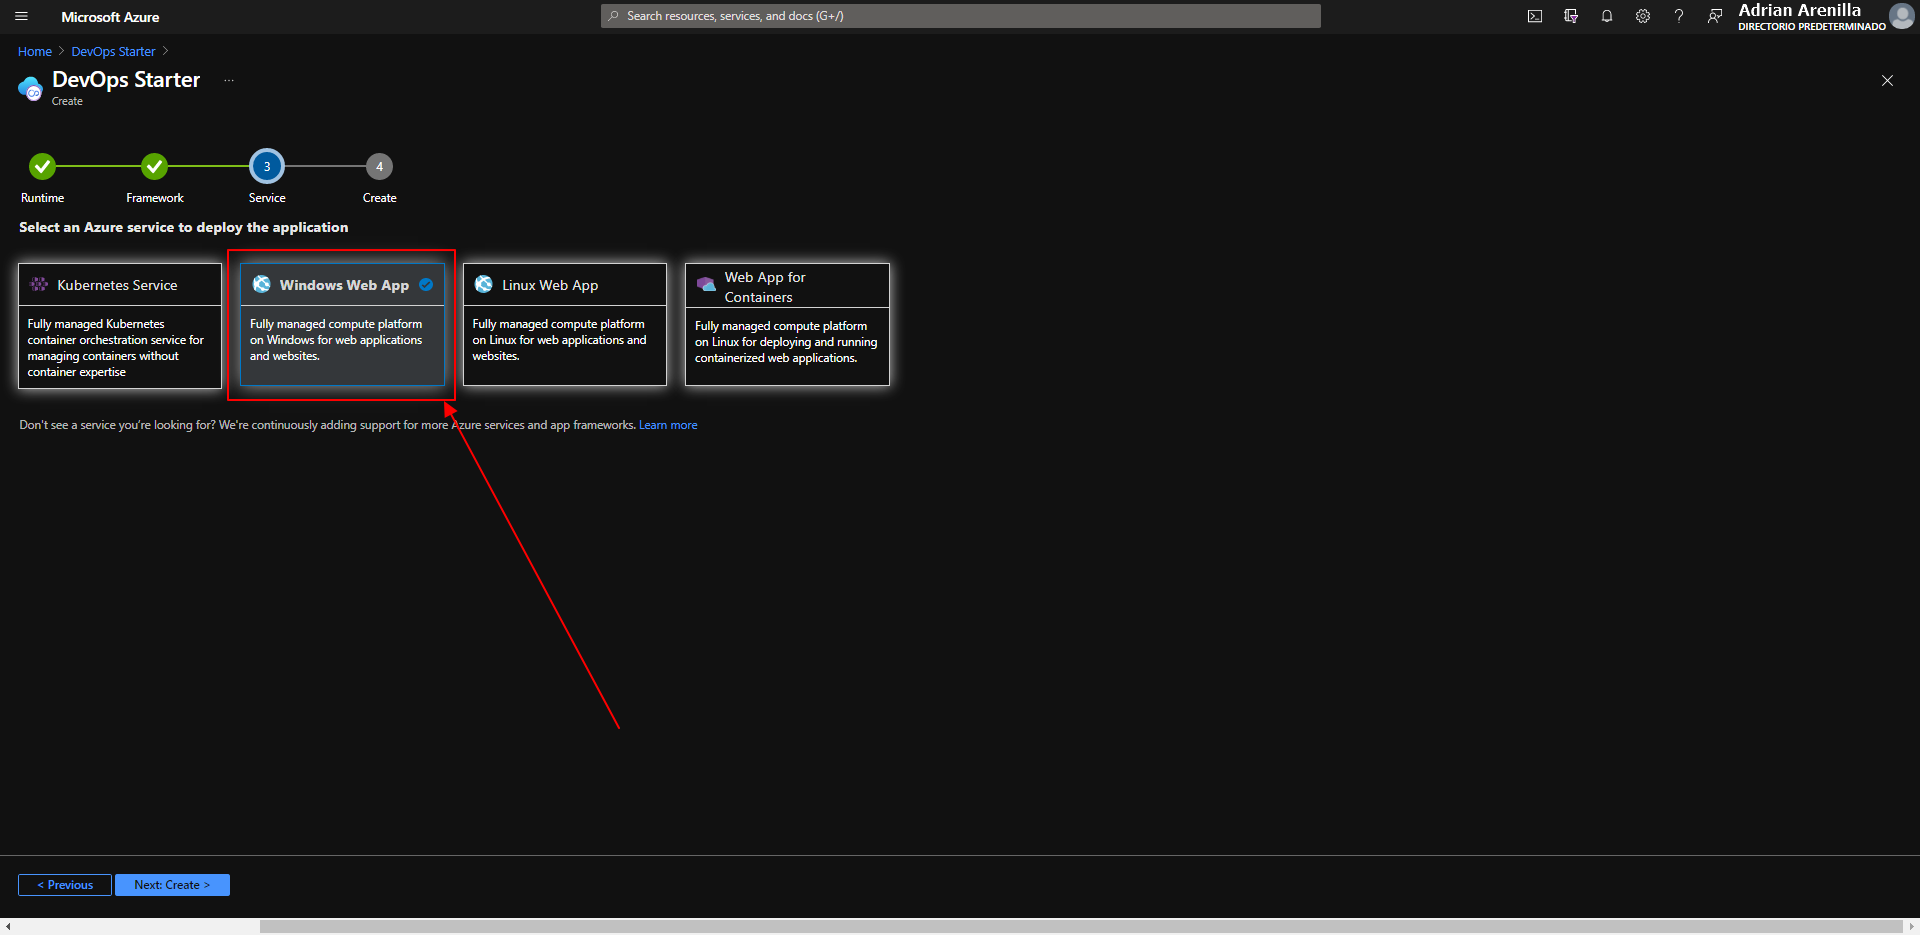 Microsoft Azure
Search resources, services, and docs (G+/)
Adrian Arenilla
DIRECTORIO PREDETERMINADO
Home > DevOps Starter >
DevOps Starter ...
Create
3
4
Runtime
Framework
Service
Create
Select an Azure service to deploy the application
Kubernetes Service
Fully managed Kubernetes
container orchestration service for
managing containers without
container expertise
Windows Web App
Fully managed compute platform
on Windows for web applications
and websites.
Linux Web App
Fully managed compute platform
on Linux for web applications and
websites.
Web App for
Containers
Fully managed compute platform
on Linux for deploying and running
containerized web applications.
Don't see a service you're looking for? We're continuously adding support for more Azure services and app frameworks. Learn more
< Previous
Next: Create >